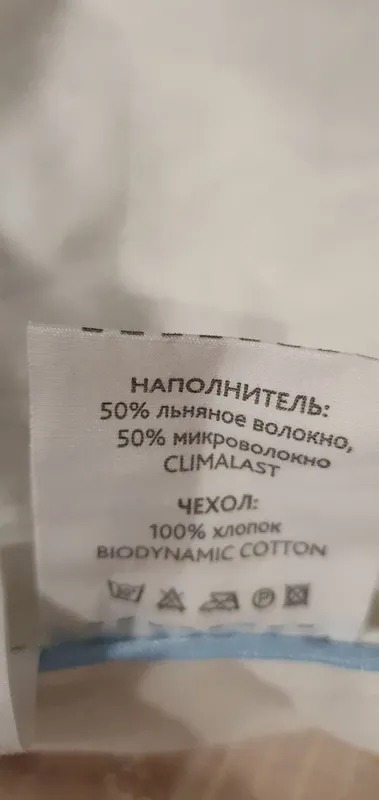 НАПОЛНИТЕЛЬ:
50% льняное волокно,
50% микроволокно
CLIMALAST
ЧЕХОЛ:
100% хлопок
BIODYNAMIC COTTON